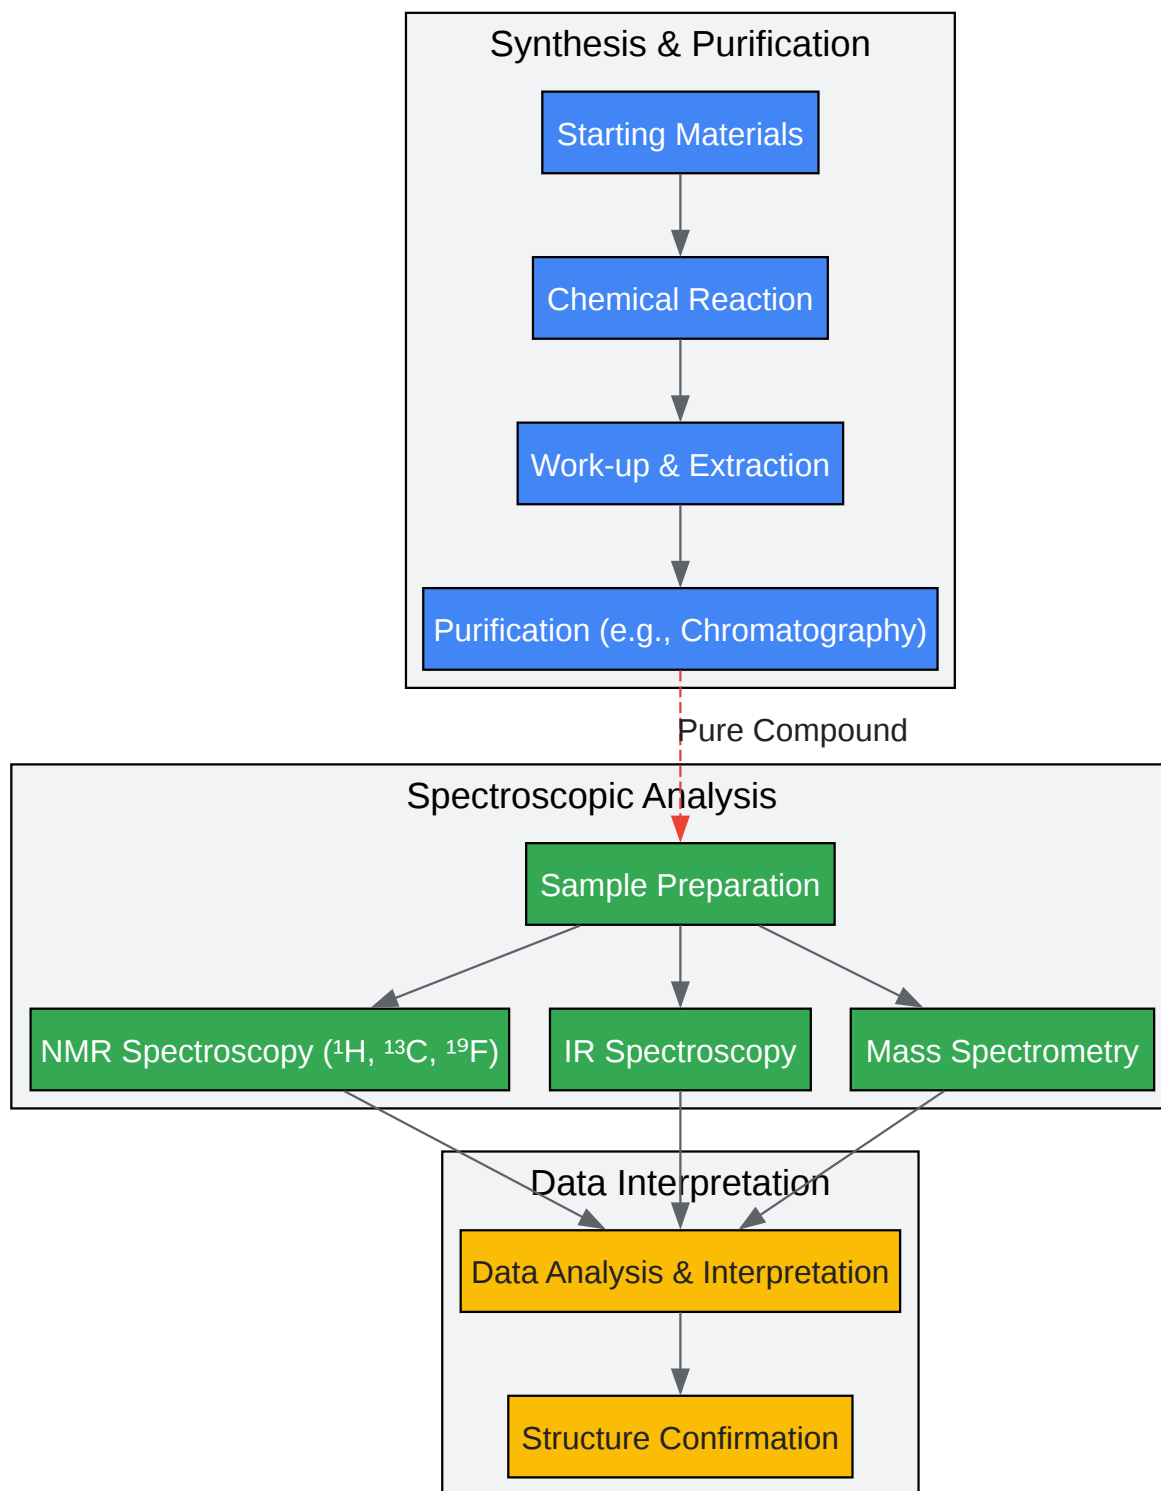 Synthesis & Purification
Starting Materials
Chemical Reaction
Work-up & Extraction
Purification (e.g., Chromatography)
Pure Compound
Spectroscopic Analysis
Sample Preparation
NMR Spectroscopy (¹H, ¹³C, ¹⁹F)
IR Spectroscopy
Mass Spectrometry
Data Interpretation
Data Analysis & Interpretation
Structure Confirmation